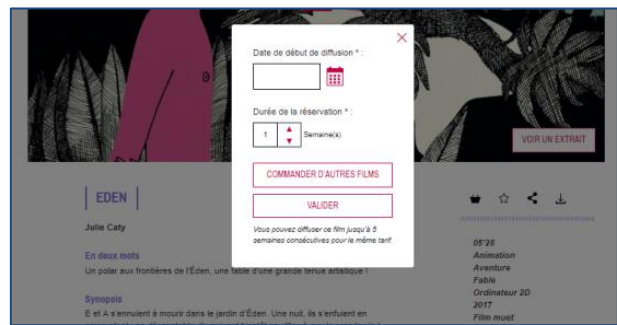 Date de début de diffusion * :
Durée de la réservation * :
1 Semaine(s)
COMMANDER D'AUTRES FILMS
VALIDER
Vous pouvez diffuser ce film jusqu'à 5
semaines consécutives pour le même tarif.
VOIR UN EXTRAIT
EDEN
Julie Caty
En deux mots
Un polar aux frontières de l'Éden, une fable d'une grande tenue artistique !
Synopsis
E et A s'ennuient à mourir dans le jardin d'Éden. Une nuit, ils s'enfuient en
05'26
Animation
Aventure
Fable
Ordinateur 2D
2017
Film muet